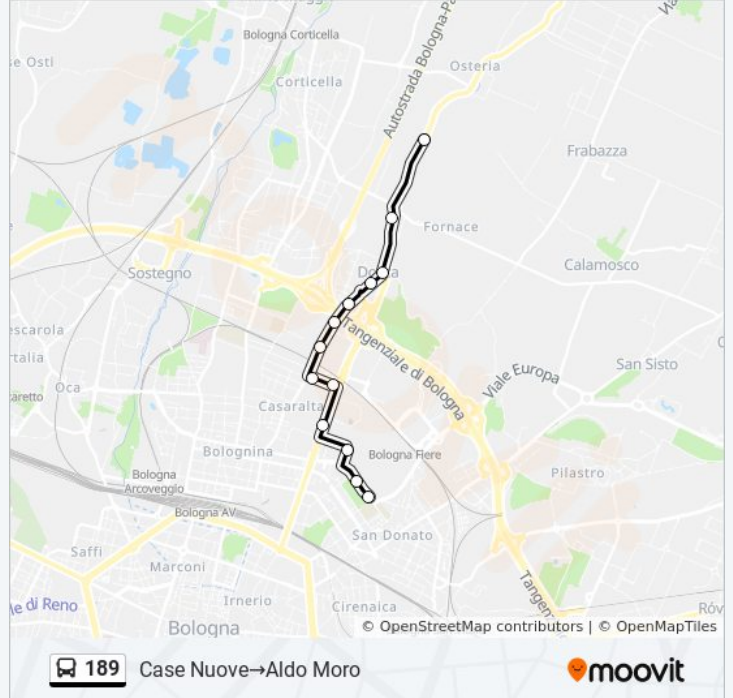 Bologna Corticella
Autostrada Bologna-Pa
Osteria
se Osti
Corticella
Frabazza
Fornace
Calamosco
Sostegno
Tangenziale di Bologna
escarola
rtalia
San Sisto
Viale Europa
Oca
aretto
Casaralta
Bolognina
Bologna Fiere
Bologna
Arcoveggio
Pilastro
Bologna AV
San Donato
Saffi
Marconi
Tangen
Irnerio
le di Reno
Cirenaica
Bologna
Róv
© OpenStreetMap contributors | © OpenMapTiles
189 Case Nuove→Aldo Moro
moovit